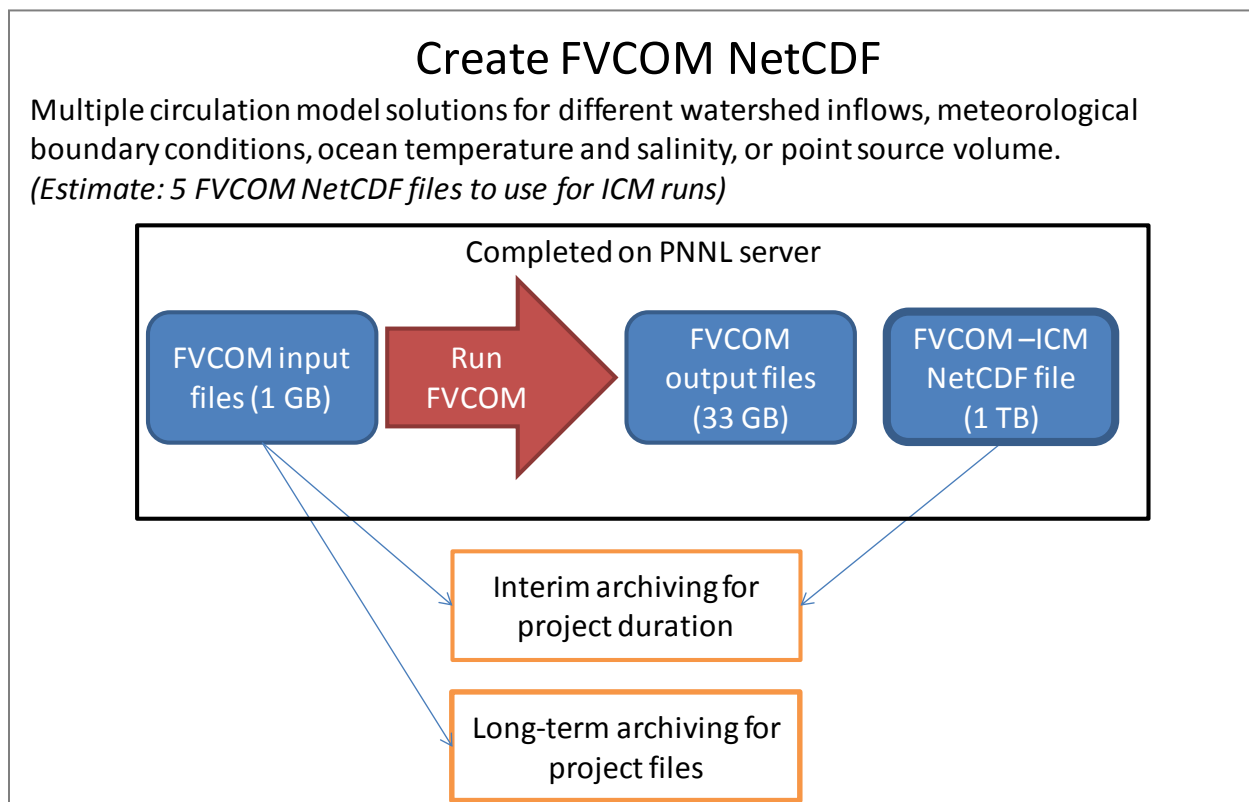 Create FVCOM NetCDF
Multiple circulation model solutions for different watershed inflows, meteorological
boundary conditions, ocean temperature and salinity, or point source volume.
(Estimate: 5 FVCOM NetCDF files to use for ICM runs)
Completed on PNNL server
FVCOM input
files (1 GB)
Run
FVCOM
FVCOM
output files
(33 GB)
FVCOM –ICM
NetCDF file
(1 TB)
Interim archiving for
project duration
Long-term archiving for
project files